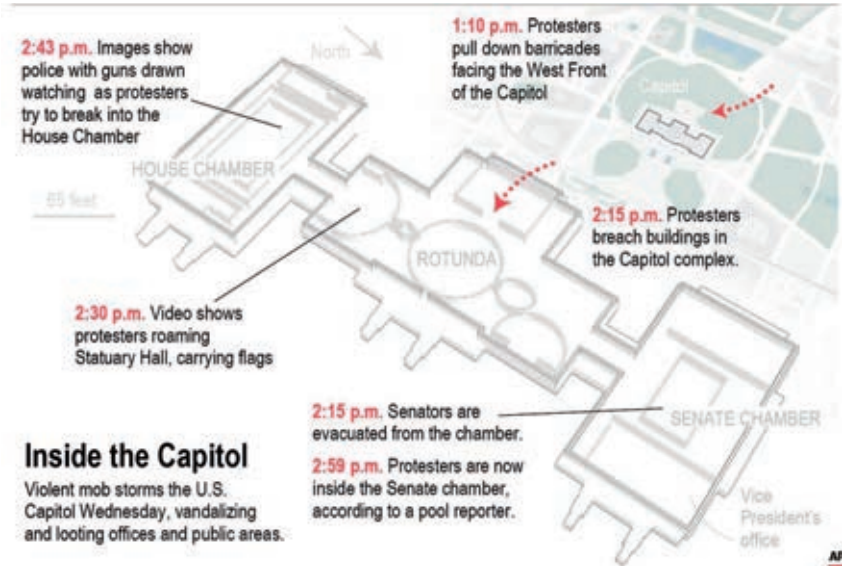 2:43 p.m. Images show
police with guns drawn
watching as protesters
try to break into the
House Chamber
North
1:10 p.m. Protesters
pull down barricades
facing the West Front
of the Capitol
Capitol
HOUSE CHAMBER
65 feet
2:15 p.m. Protesters
breach buildings in
the Capitol complex.
ROTUNDA
2:30 p.m. Video shows
protesters roaming
Statuary Hall, carrying flags
2:15 p.m. Senators are
evacuated from the chamber.
SENATE CHAMBER
2:59 p.m. Protesters are now
inside the Senate chamber,
according to a pool reporter.
Inside the Capitol
Violent mob storms the U.S.
Capitol Wednesday, vandalizing
and looting offices and public areas.
Vice
President's
office
AP